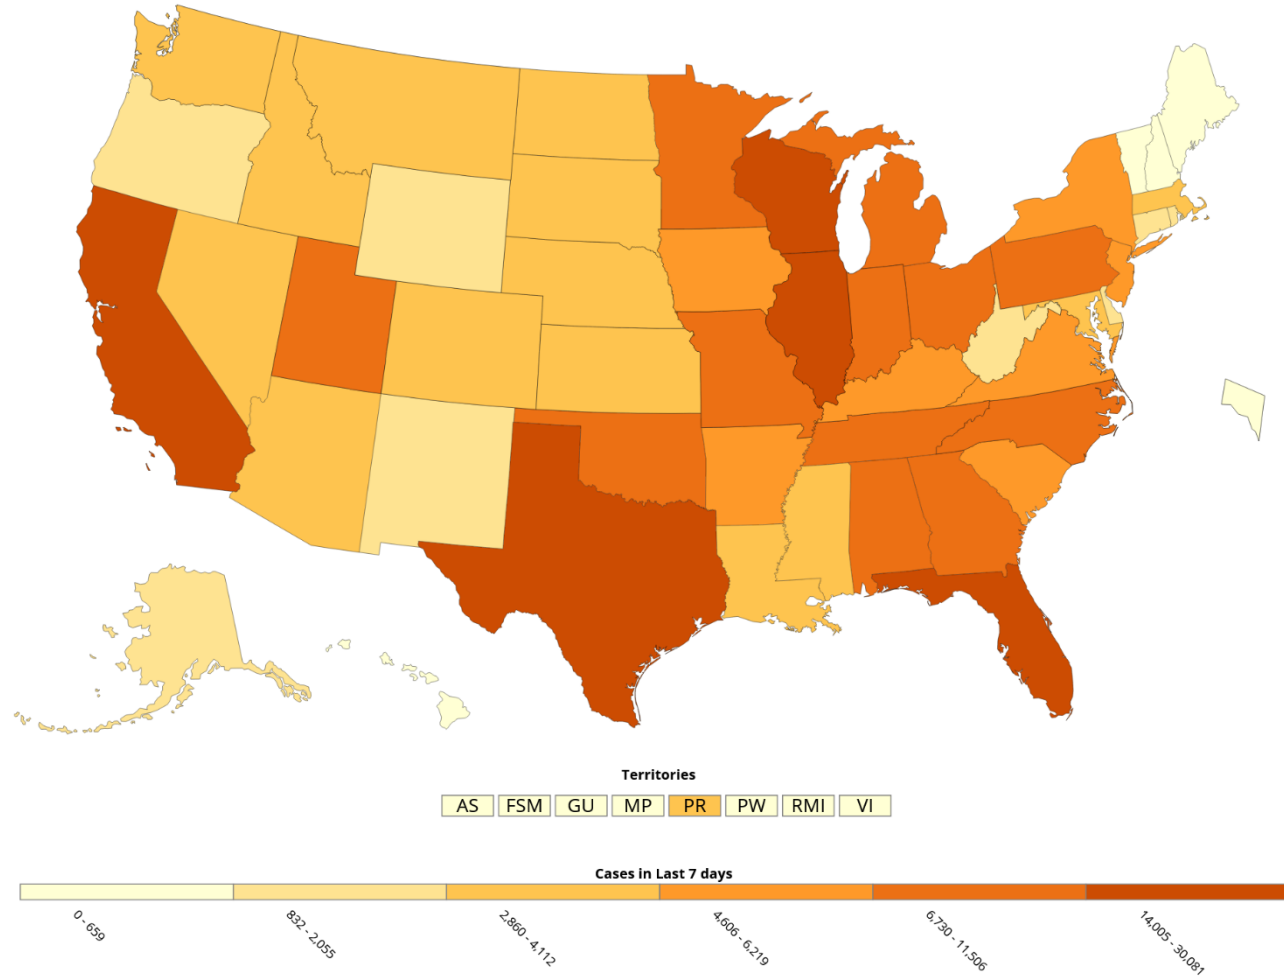 Territories
AS FSM GU MP PR PW RMI VI
Cases in Last 7 days
0 - 659
832 - 2,055
2,860 - 4,112
4,606 - 6,219
6,730 - 11,506
14,005 - 30,081